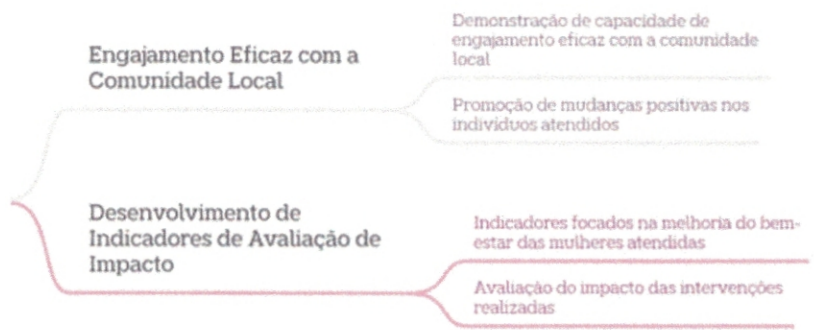 Engajamento Eficaz com a
Comunidade Local
Demonstração de capacidade de
engajamento eficaz com a comunidade
local
Promoção de mudanças positivas nos
indivíduos atendidos
Desenvolvimento de
Indicadores de Avaliação de
Impacto
Indicadores focados na melhoria do bem-
estar das mulheres atendidas
Avaliação do impacto das intervenções
realizadas